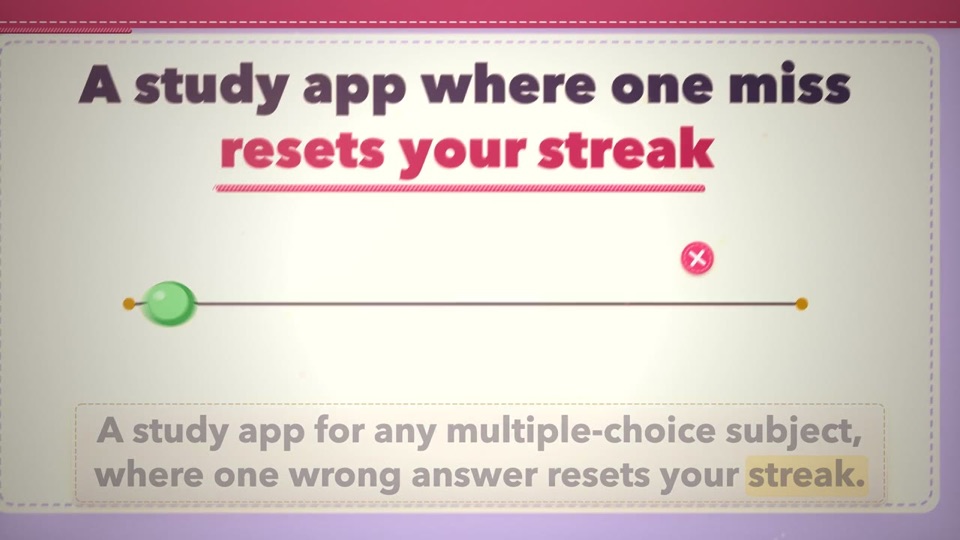 A study app where one miss
resets your streak
A study app for any multiple-choice subject,
where one wrong answer resets your streak.